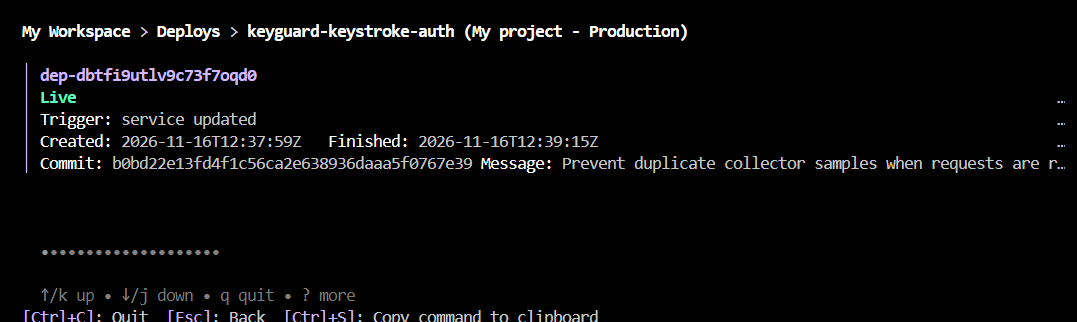 My Workspace > Deploys > keyguard-keystroke-auth (My project - Production)
dep-dbtfi9utlv9c73f7oqd0
Live …
Trigger: service updated …
Created: 2026-11-16T12:37:59Z Finished: 2026-11-16T12:39:15Z …
Commit: b0bd22e13fd4f1c56ca2e638936daaa5f0767e39 Message: Prevent duplicate collector samples when requests are r…
••••••••••••••••••••
↑/k up • ↓/j down • q quit • ? more
[Ctrl+C]: Quit [Esc]: Back [Ctrl+S]: Copy command to clipboard